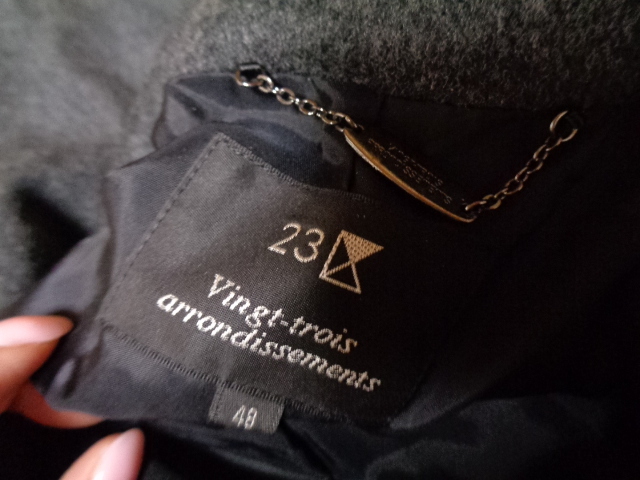 23
Vingt-trois
arrondissements
48